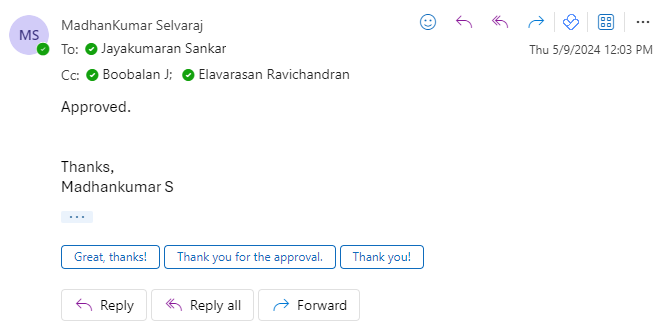 MS
MadhanKumar Selvaraj
To: Jayakumaran Sankar
Thu 5/9/2024 12:03 PM
Cc: Boobalan J; Elavarasan Ravichandran
Approved.
Thanks,
Madhankumar S
Great, thanks! Thank you for the approval. Thank you!
Reply Reply all Forward